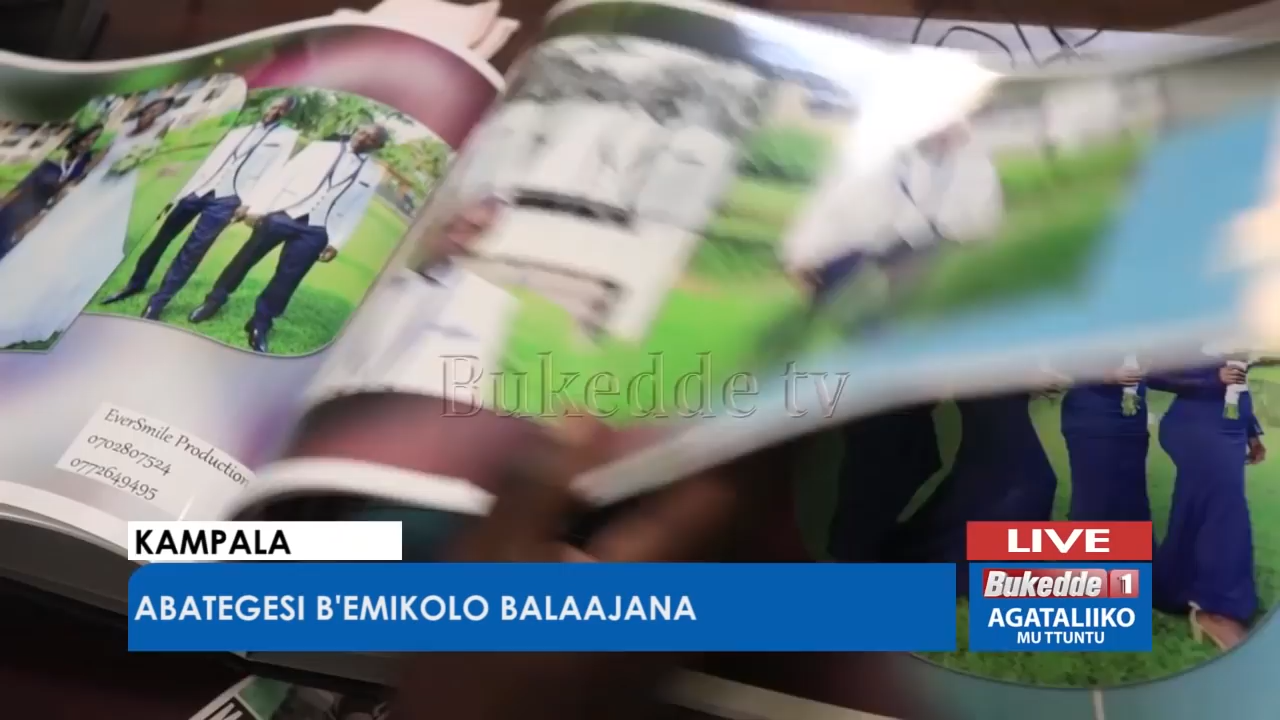 EverSmile Production
0702807524
0772649495
Bukedde tv
KAMPALA
ABATEGESI B'EMIKOLO BALAAJANA
LIVE
Bukedde 1
AGATALIIKO
MU TTUNTU